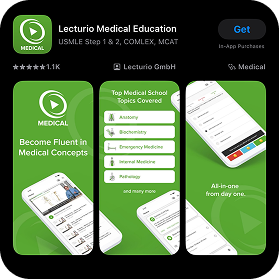 Lecturio Medical Education
USMLE Step 1 & 2, COMLEX, MCAT
Get
In-App Purchases
MEDICAL
★★★★★ 1.1K
Lecturio GmbH
Medical
MEDICAL
Become Fluent in
Medical Concepts
Top Medical School
Topics Covered
Anatomy
Biochemistry
Emergency Medicine
Internal Medicine
Pathology
and many more
All-in-one
from day one.